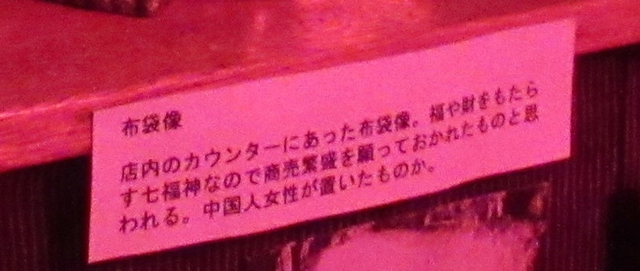 布袋像
店内のカウンターにあった布袋像。福や財をもたら
す七福神なので商売繁盛を願っておかれたものと思
われる。中国人女性が置いたものか。